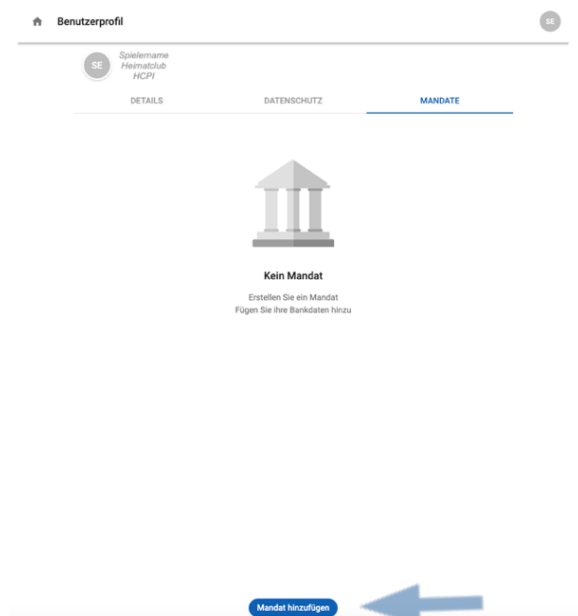 Benutzerprofil
SE
SE
Spielername
Heimatclub
HCPI
DETAILS
DATENSCHUTZ
MANDATE
Kein Mandat
Erstellen Sie ein Mandat
Fügen Sie ihre Bankdaten hinzu
Mandat hinzufügen